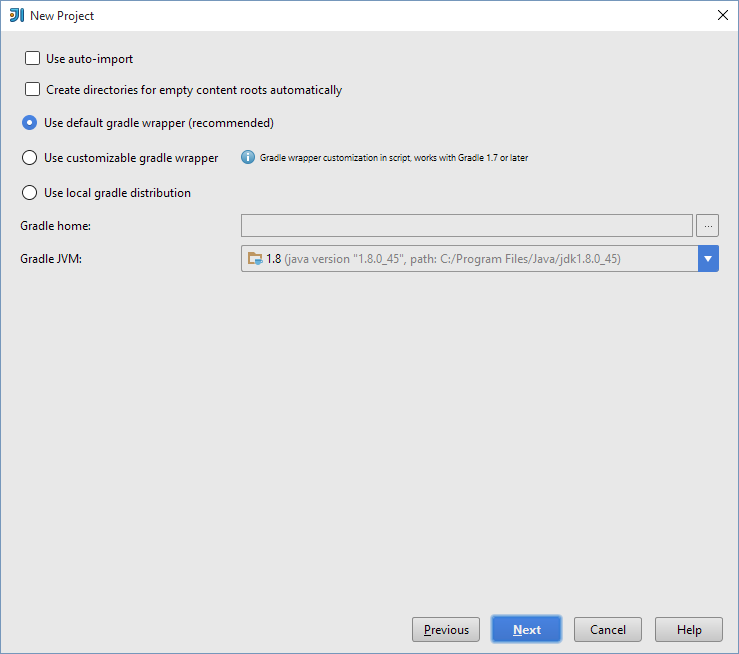 New Project
Use auto-import
Create directories for empty content roots automatically
Use default gradle wrapper (recommended)
Use customizable gradle wrapper Gradle wrapper customization in script, works with Gradle 1.7 or later
Use local gradle distribution
Gradle home: ...
Gradle JVM: 1.8 (java version "1.8.0_45", path: C:/Program Files/Java/jdk1.8.0_45)
Previous Next Cancel Help